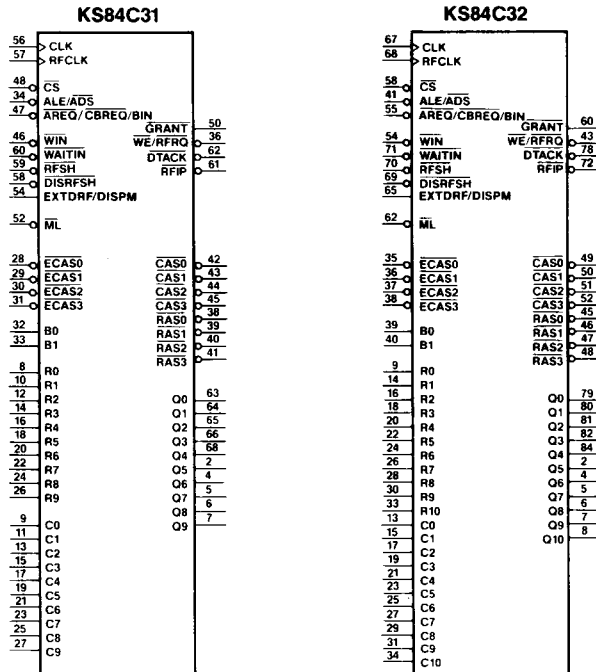 KS84C31
56 CLK
57 RFCLK
48 CS
34 ALE/ADS
47 AREQ/CBREQ/BIN
GRANT 50
46 WIN
WE/RFRQ 36
60 WAITIN
DTACK 62
59 RFSH
RFIP 61
58 DISRFSH
54 EXTDRF/DISPM
52 ML
28 ECAS0
CAS0 42
29 ECAS1
CAS1 43
30 ECAS2
CAS2 44
31 ECAS3
CAS3 45
RAS0 38
32 B0
RAS1 39
33 B1
RAS2 40
RAS3 41
8 R0
10 R1
12 R2
Q0 63
14 R3
Q1 64
16 R4
Q2 65
18 R5
Q3 66
20 R6
Q4 68
22 R7
Q5 2
24 R8
Q6 4
26 R9
Q7 5
Q8 6
9 C0
Q9 7
11 C1
13 C2
15 C3
17 C4
19 C5
21 C6
23 C7
25 C8
27 C9
KS84C32
67 CLK
68 RFCLK
58 CS
41 ALE/ADS
55 AREQ/CBREQ/BIN
GRANT 60
54 WIN
WE/RFRQ 43
71 WAITIN
DTACK 78
70 RFSH
RFIP 72
69 DISRFSH
65 EXTDRF/DISPM
62 ML
35 ECAS0
CAS0 49
36 ECAS1
CAS1 50
37 ECAS2
CAS2 51
38 ECAS3
CAS3 52
RAS0 45
39 B0
RAS1 46
40 B1
RAS2 47
RAS3 48
9 R0
14 R1
16 R2
Q0 79
18 R3
Q1 80
20 R4
Q2 81
22 R5
Q3 82
24 R6
Q4 84
26 R7
Q5 2
28 R8
Q6 4
30 R9
Q7 5
33 R10
Q8 6
13 C0
Q9 7
15 C1
Q10 8
17 C2
19 C3
21 C4
23 C5
25 C6
27 C7
29 C8
31 C9
34 C10